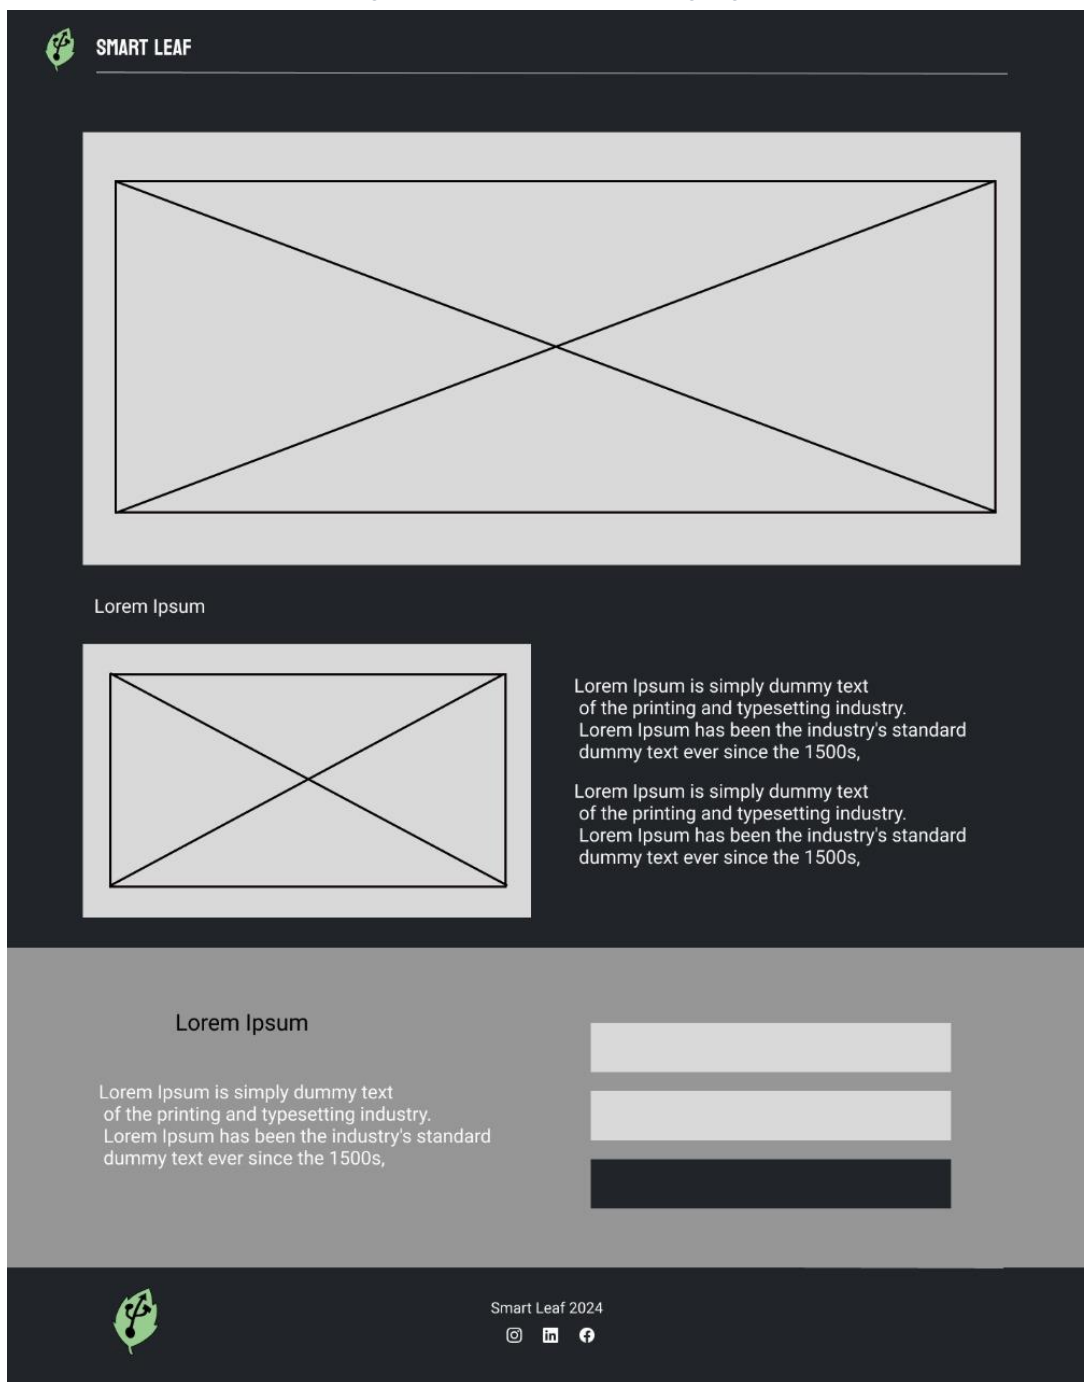 SMART LEAF
Lorem Ipsum
Lorem Ipsum is simply dummy text
of the printing and typesetting industry.
Lorem Ipsum has been the industry's standard
dummy text ever since the 1500s,
Lorem Ipsum is simply dummy text
of the printing and typesetting industry.
Lorem Ipsum has been the industry's standard
dummy text ever since the 1500s,
Lorem Ipsum
Lorem Ipsum is simply dummy text
of the printing and typesetting industry.
Lorem Ipsum has been the industry's standard
dummy text ever since the 1500s,
Smart Leaf 2024
in